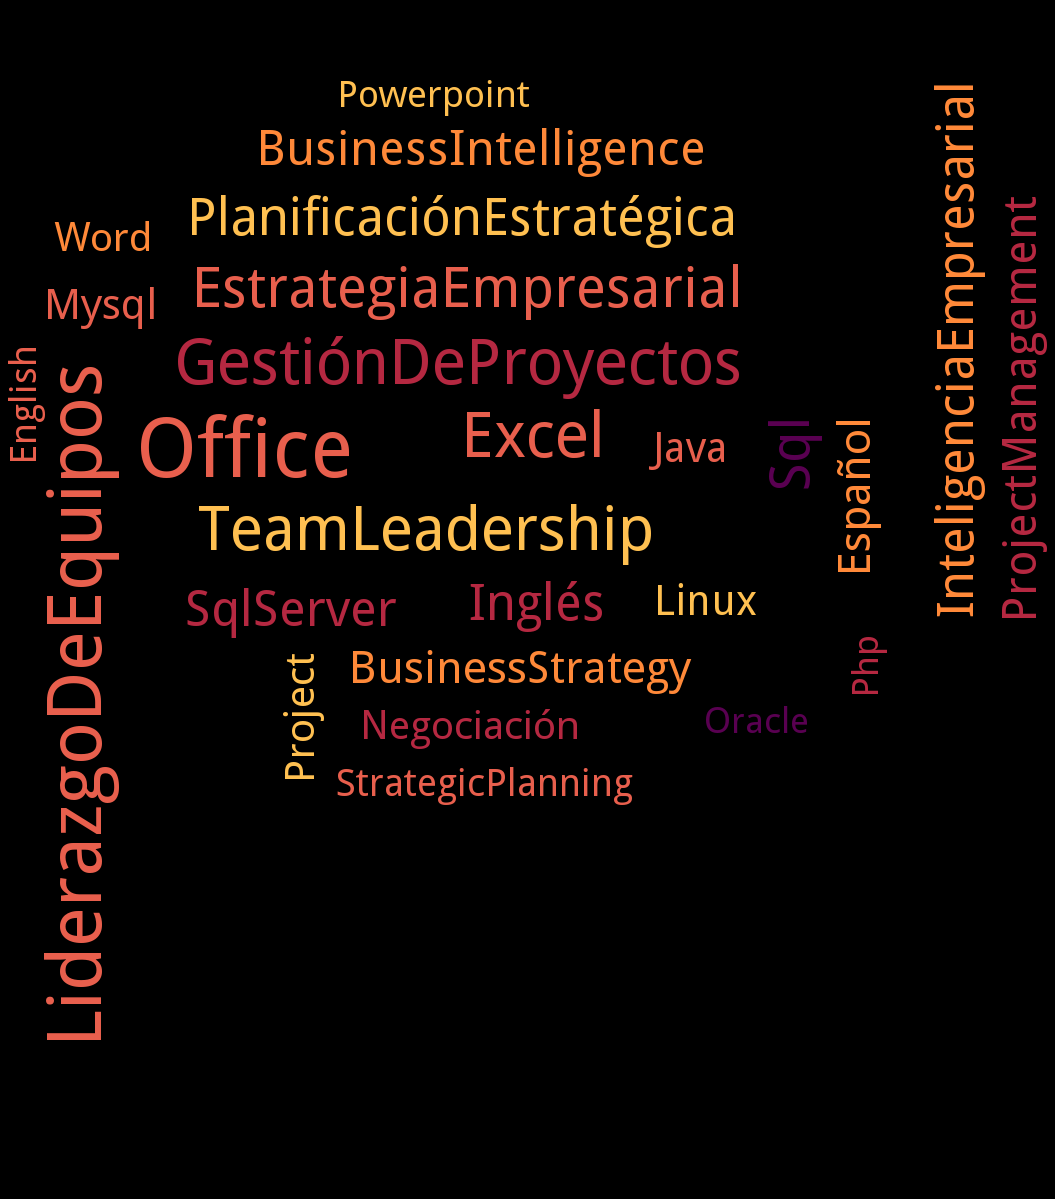 Powerpoint
BusinessIntelligence
PlanificaciónEstratégica
Word
EstrategiaEmpresarial
Mysql
GestiónDeProyectos
English
LiderazgoDeEquipos
Office
Excel
Java
Sql
Español
InteligenciaEmpresarial
ProjectManagement
TeamLeadership
SqlServer
Inglés
Linux
Project
BusinessStrategy
Php
Negociación
Oracle
StrategicPlanning